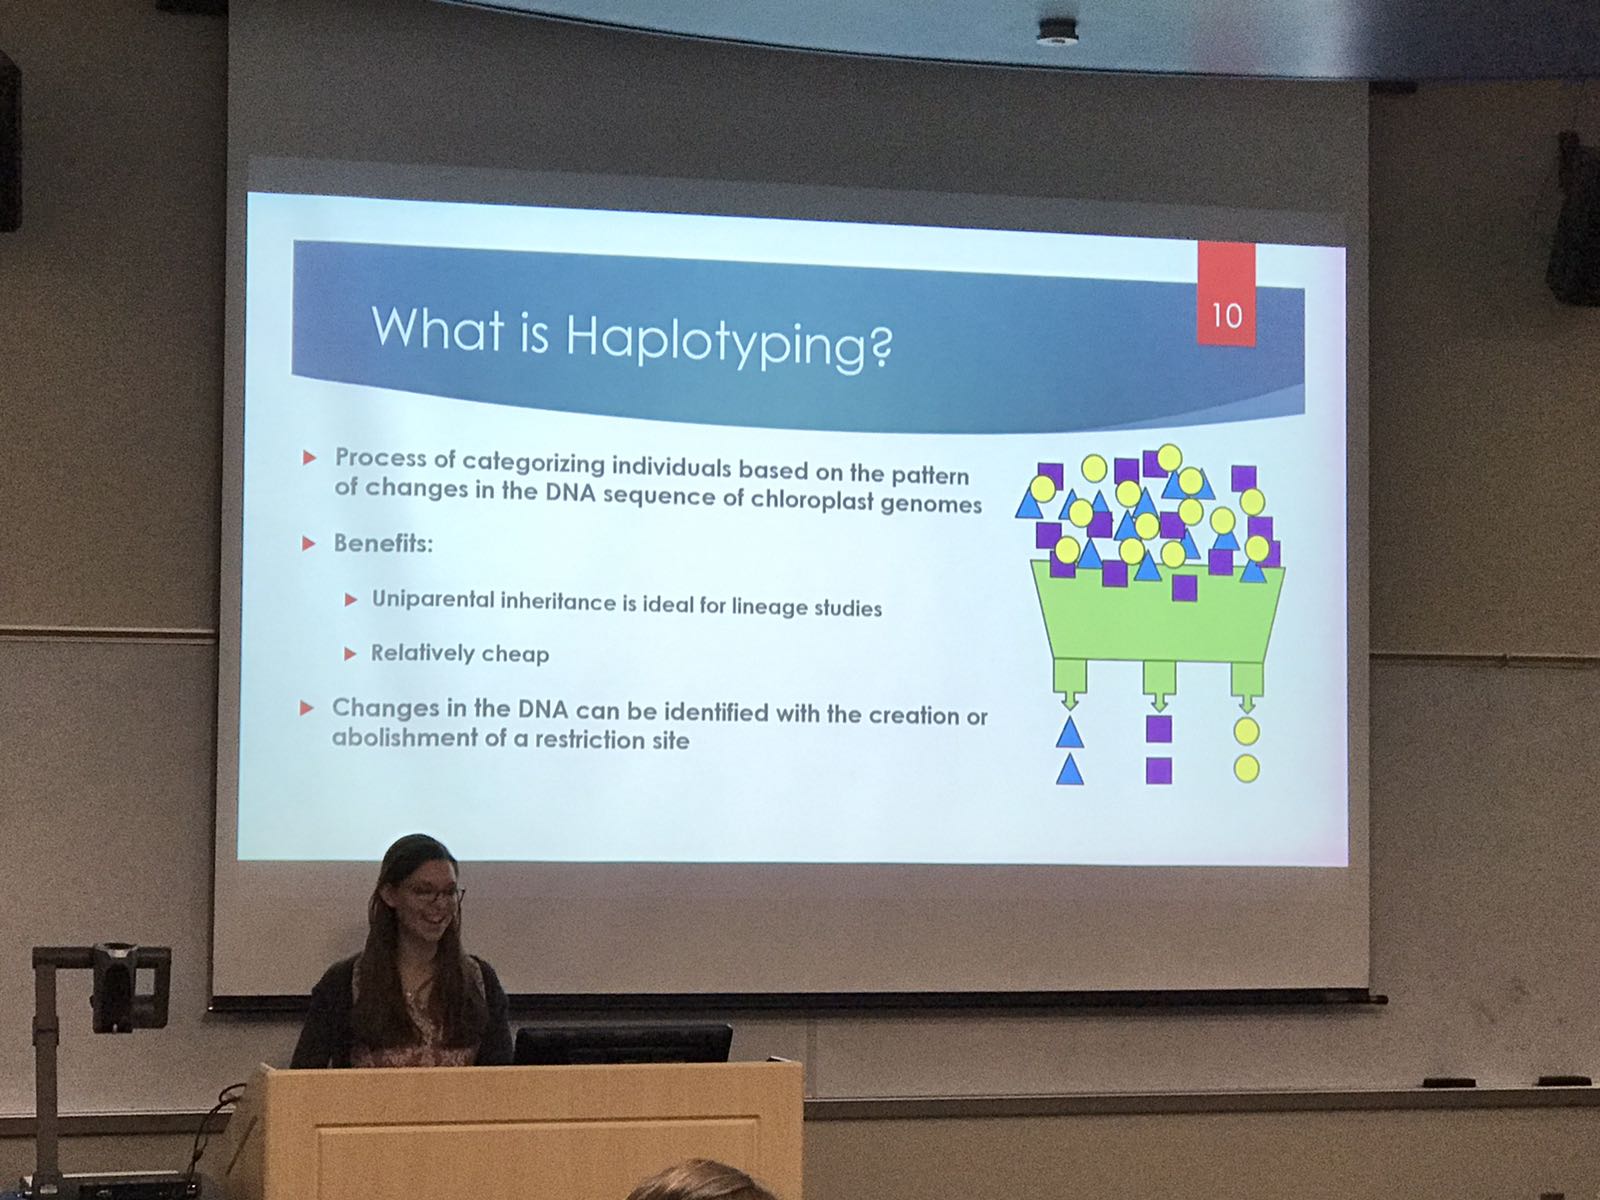 10
What is Haplotyping?
Process of categorizing individuals based on the pattern
of changes in the DNA sequence of chloroplast genomes
Benefits:
Uniparental inheritance is ideal for lineage studies
Relatively cheap
Changes in the DNA can be identified with the creation or
abolishment of a restriction site